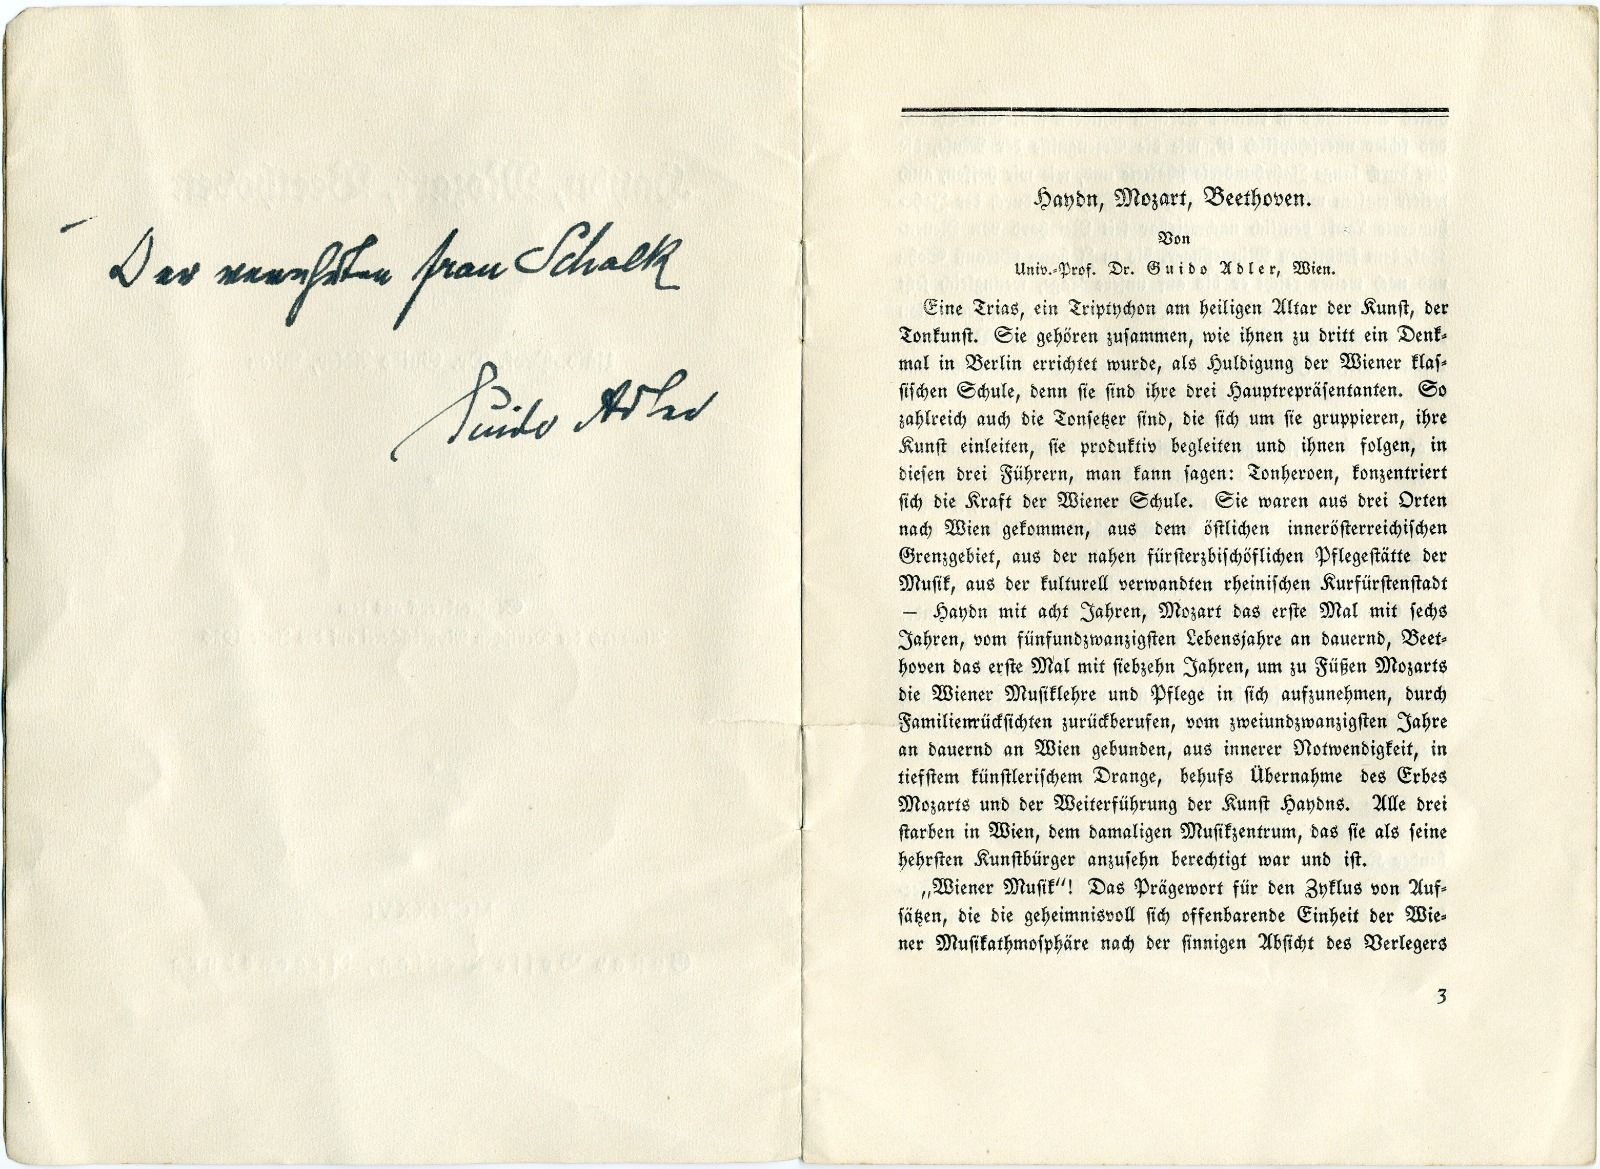 Der verehrten Frau Schalk
Guido Adler
Haydn, Mozart, Beethoven.
Von
Univ.-Prof. Dr. Guido Adler, Wien.
Eine Trias, ein Triptychon am heiligen Altar der Kunst, der
Tonkunst. Sie gehören zusammen, wie ihnen zu dritt ein Denk-
mal in Berlin errichtet wurde, als Huldigung der Wiener klas-
sischen Schule, denn sie sind ihre drei Hauptrepräsentanten. So
zahlreich auch die Tonsetzer sind, die sich um sie gruppieren, ihre
Kunst einleiten, sie produktiv begleiten und ihnen folgen, in
diesen drei Führern, man kann sagen: Tonheroen, konzentriert
sich die Kraft der Wiener Schule. Sie waren aus drei Orten
nach Wien gekommen, aus dem östlichen innerösterreichischen
Grenzgebiet, aus der nahen fürsterzbischöflichen Pflegestätte der
Musik, aus der kulturell verwandten rheinischen Kurfürstenstadt
— Haydn mit acht Jahren, Mozart das erste Mal mit sechs
Jahren, vom fünfundzwanzigsten Lebensjahre an dauernd, Beet-
hoven das erste Mal mit siebzehn Jahren, um zu Füßen Mozarts
die Wiener Musiklehre und Pflege in sich aufzunehmen, durch
Familienrücksichten zurückberufen, vom zweiundzwanzigsten Jahre
an dauernd an Wien gebunden, aus innerer Notwendigkeit, in
tiefstem künstlerischem Drange, behufs Übernahme des Erbes
Mozarts und der Weiterführung der Kunst Haydns. Alle drei
starben in Wien, dem damaligen Musikzentrum, das sie als seine
hehrsten Kunstbürger anzusehn berechtigt war und ist.
„Wiener Musik“! Das Prägewort für den Zyklus von Auf-
sätzen, die die geheimnisvoll sich offenbarende Einheit der Wie-
ner Musikathmosphäre nach der sinnigen Absicht des Verlegers
3